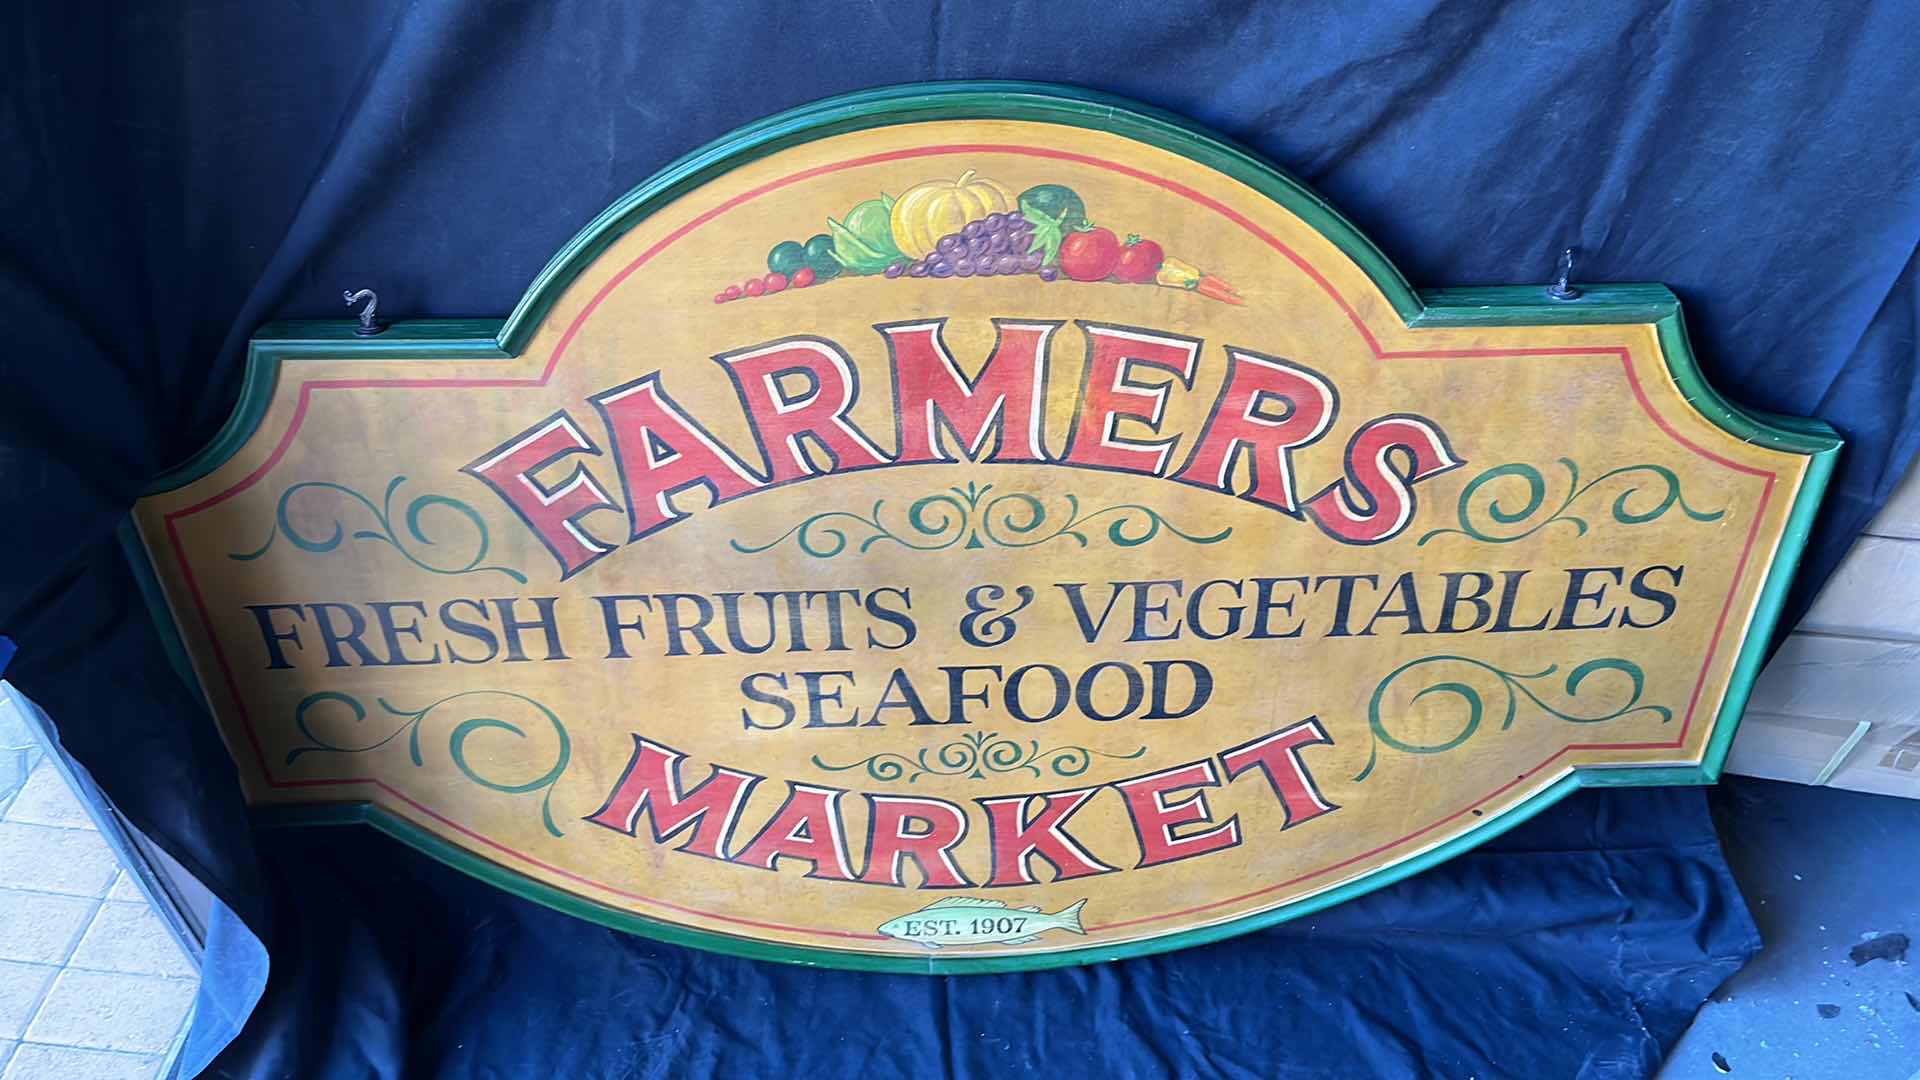 FARMERS
FRESH FRUITS & VEGETABLES
SEAFOOD
MARKET
EST. 1907